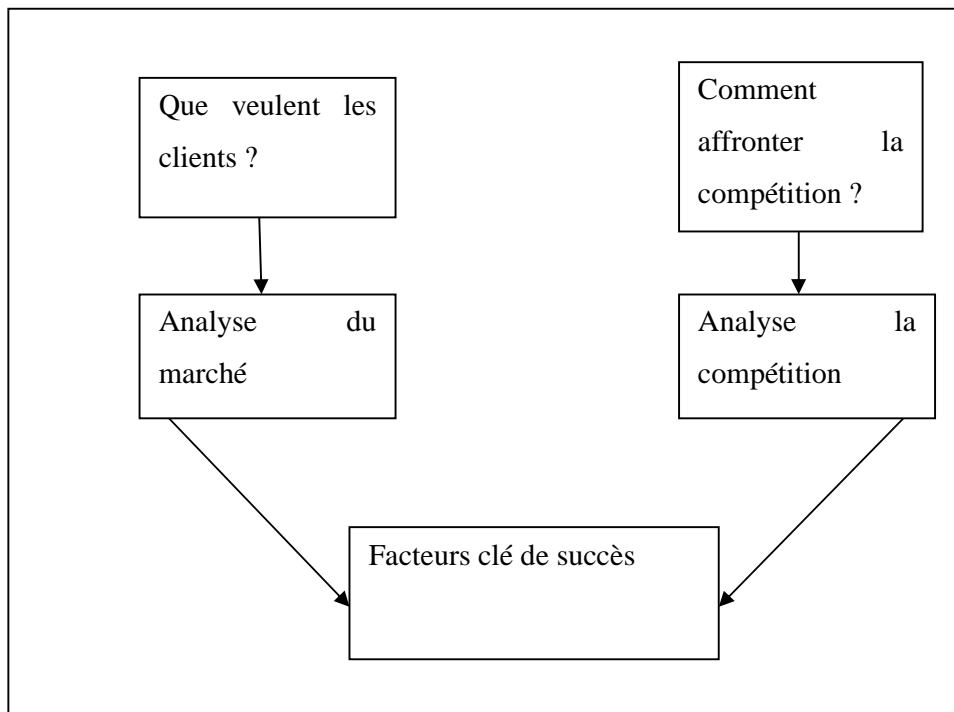 Que veulent les
clients ?
Comment
affronter la
compétition ?
Analyse du
marché
Analyse la
compétition
Facteurs clé de succès